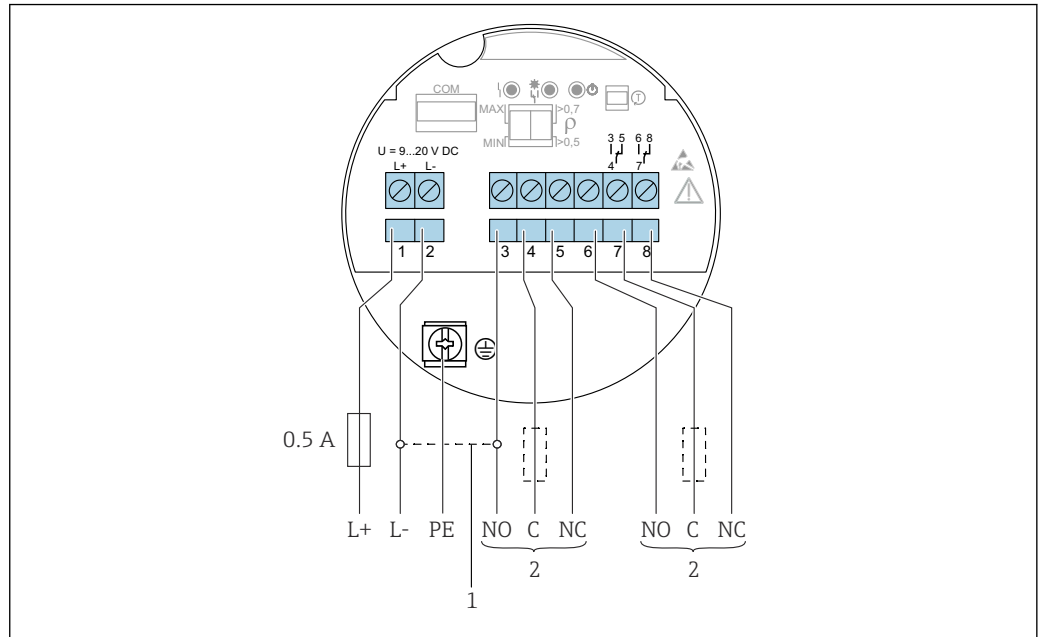 COM
MAX >0,7
ρ
MIN >0,5
U = 9...20 V DC
L+ L-
3 5 6 8
4 7
T
1 2 3 4 5 6 7 8
0.5 A
L+ L- PE NO C NC NO C NC
2 2
1